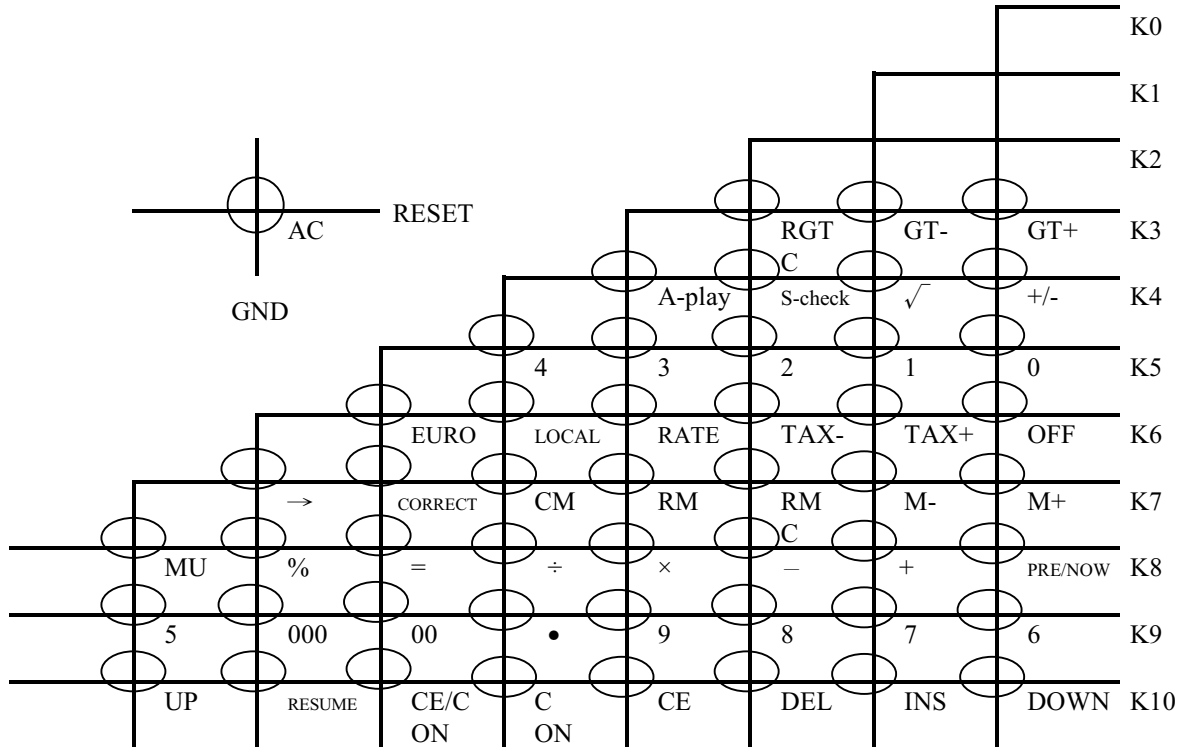 K0
K1
K2
RESET
AC
RGT C GT- GT+ K3
GND
A-play S-check √ +/- K4
4 3 2 1 0 K5
EURO LOCAL RATE TAX- TAX+ OFF K6
→ CORRECT CM RM RM C M- M+ K7
MU % = ÷ × – + PRE/NOW K8
5 000 00 • 9 8 7 6 K9
UP RESUME CE/C ON C ON CE DEL INS DOWN K10